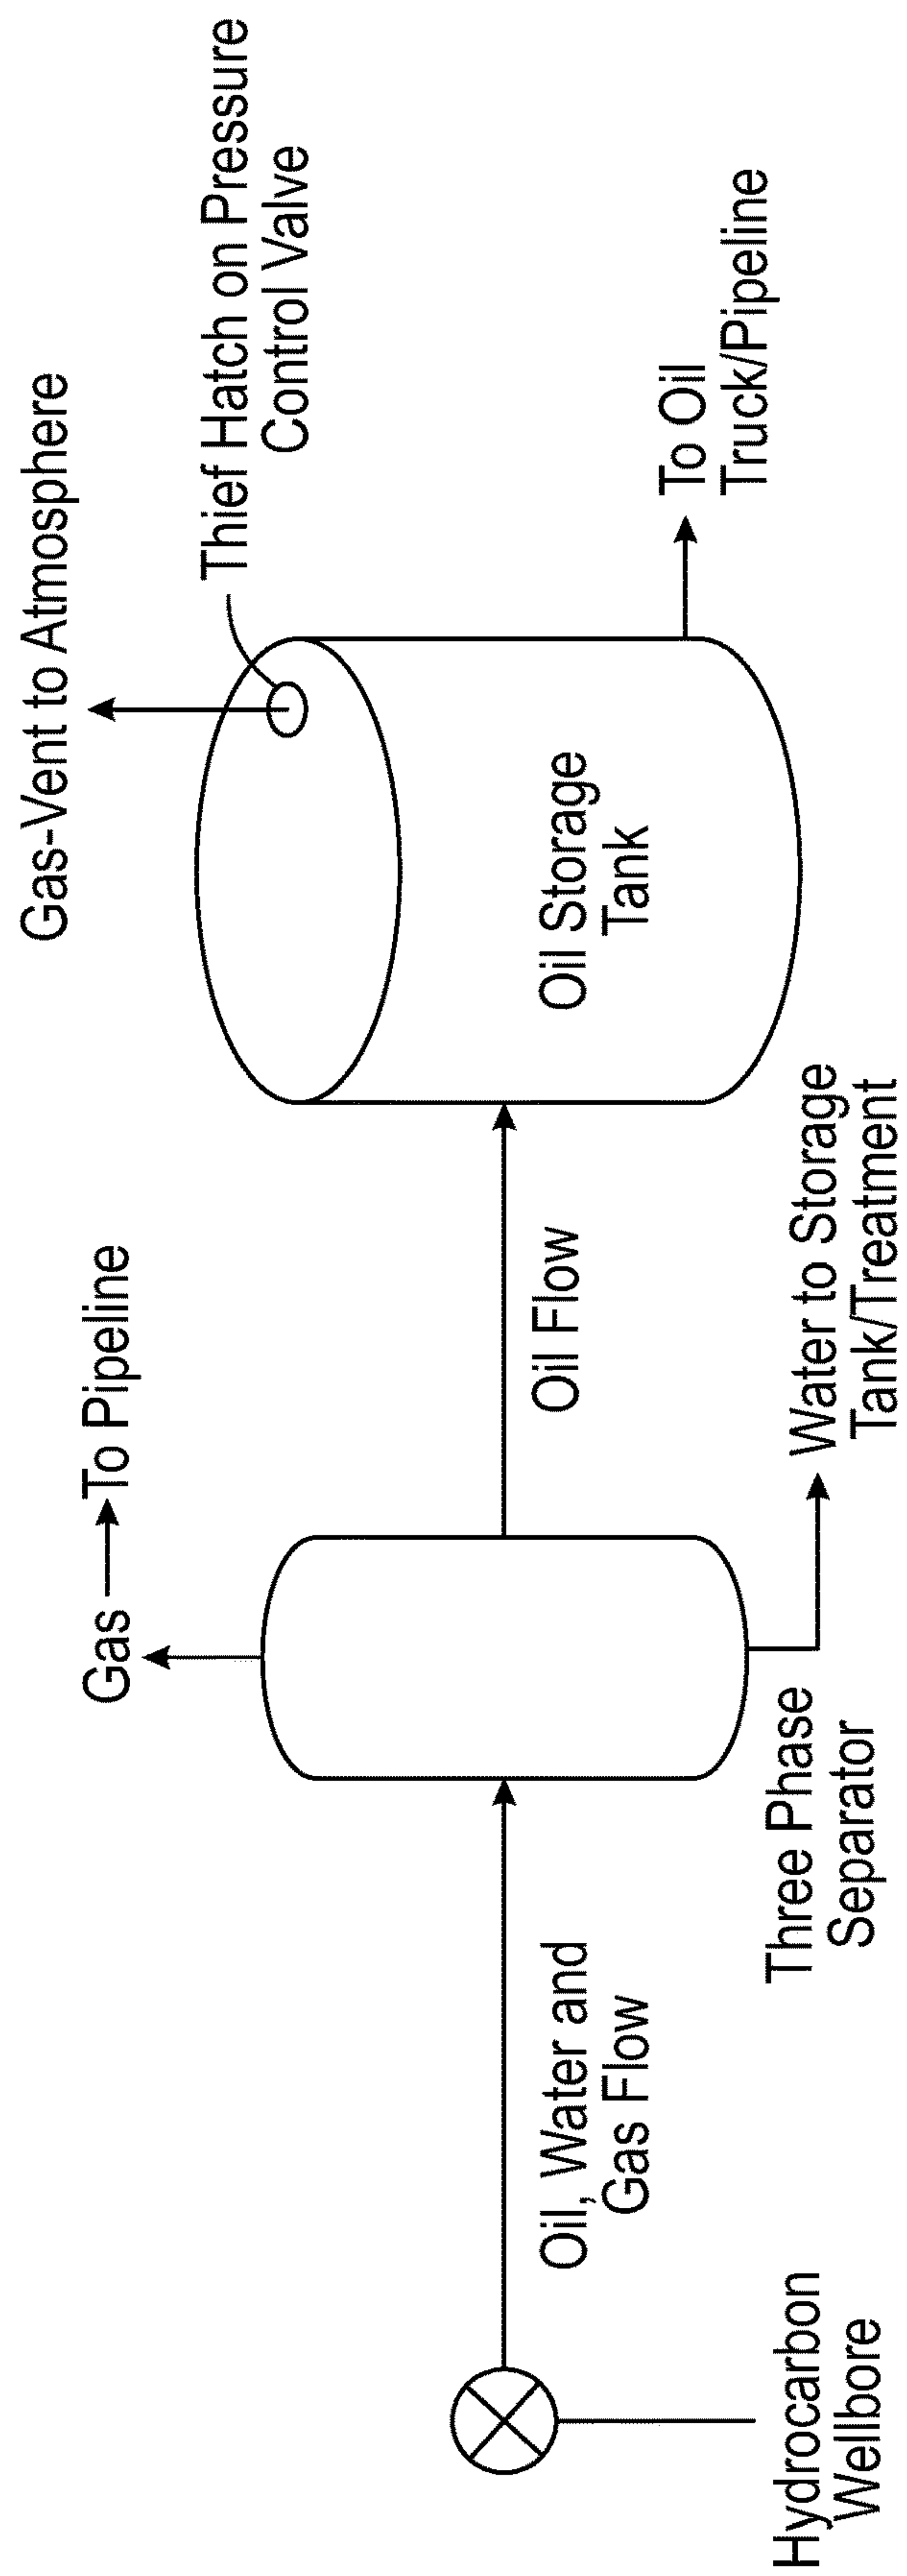 Hydrocarbon
Wellbore
Oil, Water and
Gas Flow
Three Phase
Separator
Gas
To Pipeline
Water to Storage
Tank/Treatment
Oil Flow
Oil Storage
Tank
Gas-Vent to Atmosphere
Thief Hatch on Pressure
Control Valve
To Oil
Truck/Pipeline